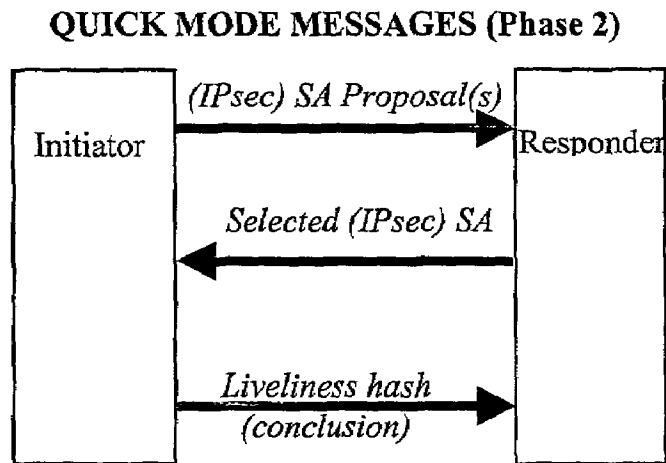 QUICK MODE MESSAGES (Phase 2)
(IPsec) SA Proposal(s)
Initiator
Responder
Selected (IPsec) SA
Liveliness hash
(conclusion)